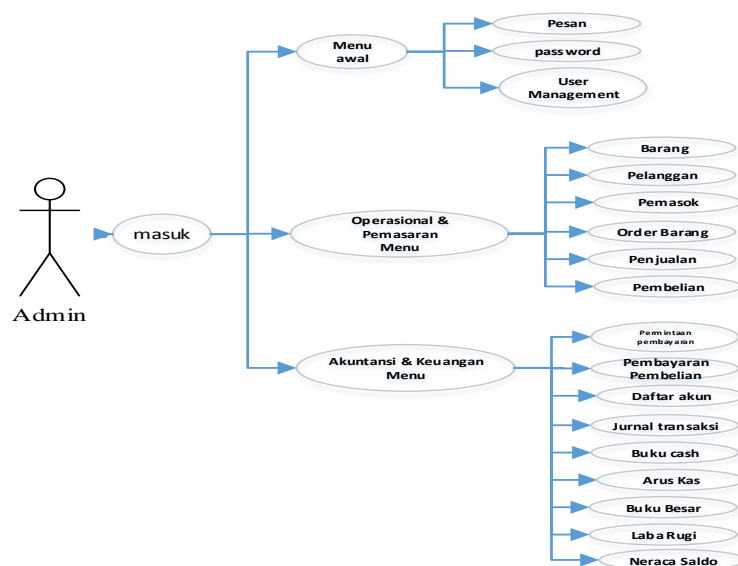 Admin
masuk
Menu
awal
Pesan
password
User
Management
Operasional &
Pemasaran
Menu
Barang
Pelanggan
Pemasok
Order Barang
Penjualan
Pembelian
Akuntansi & Keuangan
Menu
Permintaan
pembayaran
Pembayaran
Pembelian
Daftar akun
Jurnal transaksi
Buku cash
Arus Kas
Buku Besar
Laba Rugi
Neraca Saldo